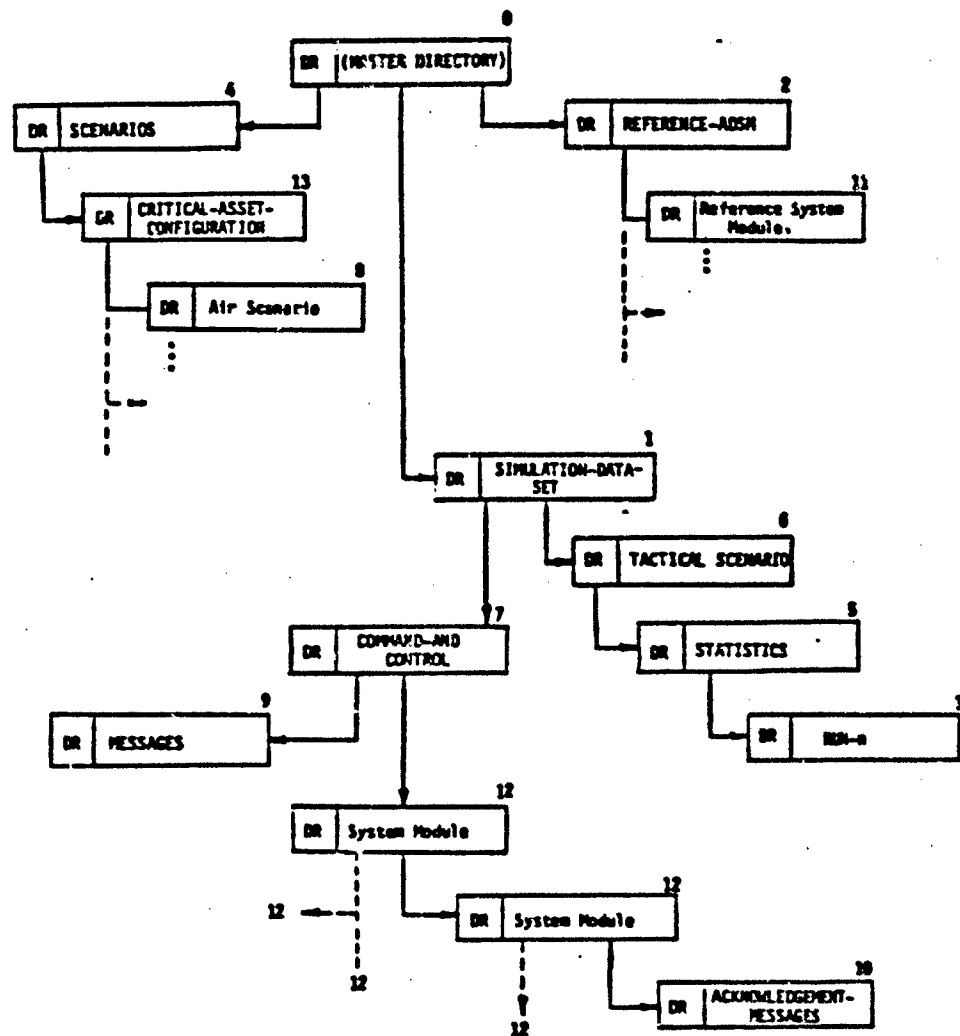 0
DR (MASTER DIRECTORY)
4
DR SCENARIOS
2
DR REFERENCE-ADSM
13
DR CRITICAL-ASSET-
CONFIGURATION
11
DR Reference System
Module.
8
DR Air Scenario
1
DR SIMULATION-DATA-
SET
6
DR TACTICAL SCENARIO
7
DR COMMAND-AND
CONTROL
5
DR STATISTICS
9
DR MESSAGES
DR RUN-n
12
DR System Module
12
DR System Module
12
12
12
10
DR ACKNOWLEDGEMENT-
MESSAGES